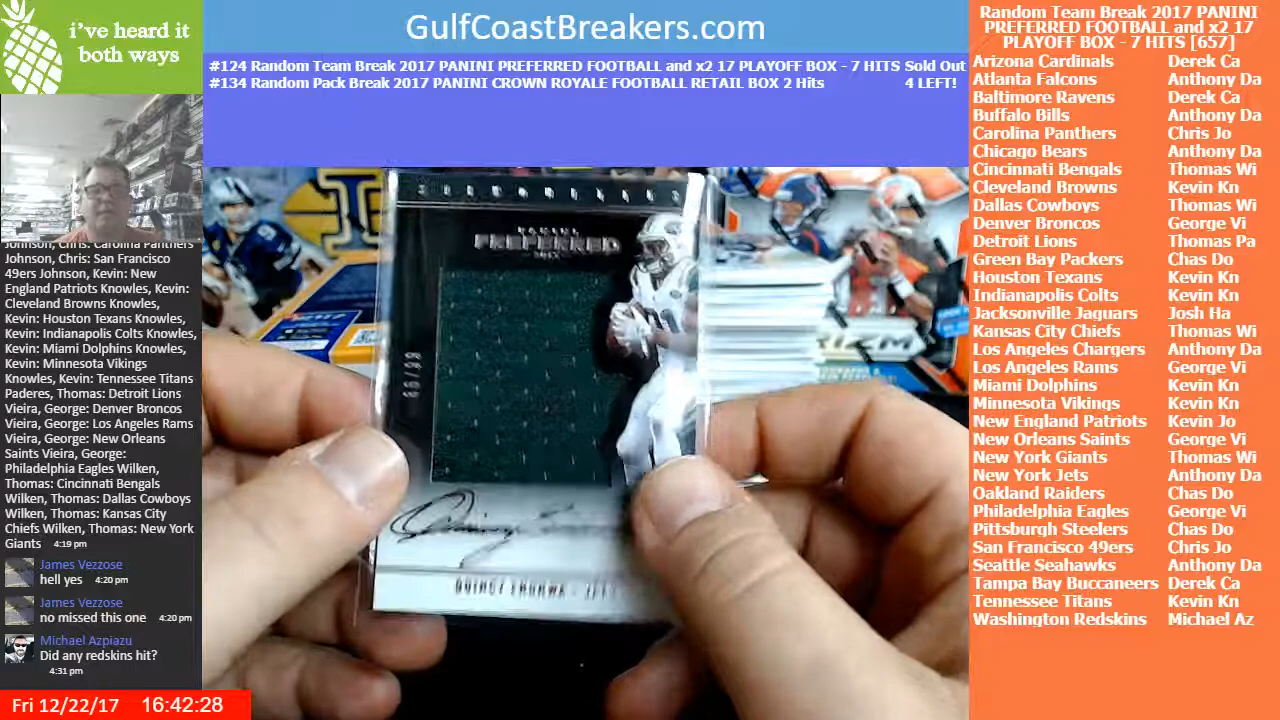 i've heard it
both ways
GulfCoastBreakers.com
#124 Random Team Break 2017 PANINI PREFERRED FOOTBALL and x2 17 PLAYOFF BOX - 7 HITS Sold Out
#134 Random Pack Break 2017 PANINI CROWN ROYALE FOOTBALL RETAIL BOX 2 Hits 4 LEFT!
Random Team Break 2017 PANINI
PREFERRED FOOTBALL and x2 17
PLAYOFF BOX - 7 HITS [657]
Arizona Cardinals Derek Ca
Atlanta Falcons Anthony Da
Baltimore Ravens Derek Ca
Buffalo Bills Anthony Da
Carolina Panthers Chris Jo
Chicago Bears Anthony Da
Cincinnati Bengals Thomas Wi
Cleveland Browns Kevin Kn
Dallas Cowboys Thomas Wi
Denver Broncos George Vi
Detroit Lions Thomas Pa
Green Bay Packers Chas Do
Houston Texans Kevin Kn
Indianapolis Colts Kevin Kn
Jacksonville Jaguars Josh Ha
Kansas City Chiefs Thomas Wi
Los Angeles Chargers Anthony Da
Los Angeles Rams George Vi
Miami Dolphins Kevin Kn
Minnesota Vikings Kevin Kn
New England Patriots Kevin Jo
New Orleans Saints George Vi
New York Giants Thomas Wi
New York Jets Anthony Da
Oakland Raiders Chas Do
Philadelphia Eagles George Vi
Pittsburgh Steelers Chas Do
San Francisco 49ers Chris Jo
Seattle Seahawks Anthony Da
Tampa Bay Buccaneers Derek Ca
Tennessee Titans Kevin Kn
Washington Redskins Michael Az
Johnson, Chris: Carolina Panthers
Johnson, Chris: San Francisco
49ers Johnson, Kevin: New
England Patriots Knowles, Kevin:
Cleveland Browns Knowles,
Kevin: Houston Texans Knowles,
Kevin: Indianapolis Colts Knowles,
Kevin: Miami Dolphins Knowles,
Kevin: Minnesota Vikings
Knowles, Kevin: Tennessee Titans
Paderes, Thomas: Detroit Lions
Vieira, George: Denver Broncos
Vieira, George: Los Angeles Rams
Vieira, George: New Orleans
Saints Vieira, George:
Philadelphia Eagles Wilken,
Thomas: Cincinnati Bengals
Wilken, Thomas: Dallas Cowboys
Wilken, Thomas: Kansas City
Chiefs Wilken, Thomas: New York
Giants 4:19 pm
James Vezzose
hell yes 4:20 pm
James Vezzose
no missed this one 4:20 pm
Michael Azpiazu
Did any redskins hit?
4:31 pm
Fri 12/22/17 16:42:28
PANINI
PREFERRED
QUINCY ENUNWA
PRIZM